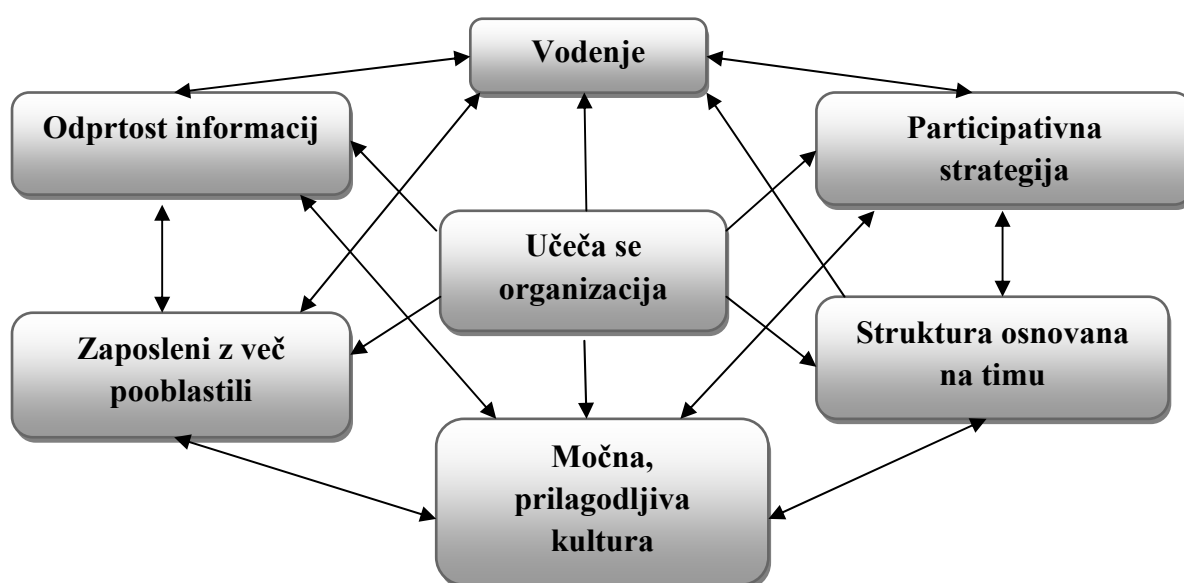 Vodenje
Odprtost informacij
Participativna
strategija
Učeča se
organizacija
Zaposleni z več
pooblastili
Struktura osnovana
na timu
Močna,
prilagodljiva
kultura